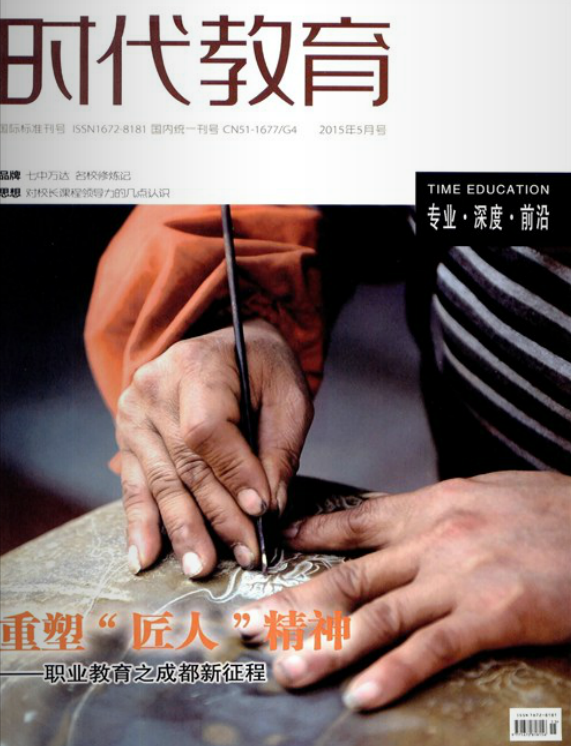 时代教育
国际标准刊号 ISSN1672-8181 国内统一刊号 CN51-1677/G4 2015年5月号
品牌 七中万达 名校修炼记
思想 对校长课程领导力的几点认识
TIME EDUCATION
专业·深度·前沿
重塑“匠人”精神
——职业教育之成都新征程
ISSN 1672-8181